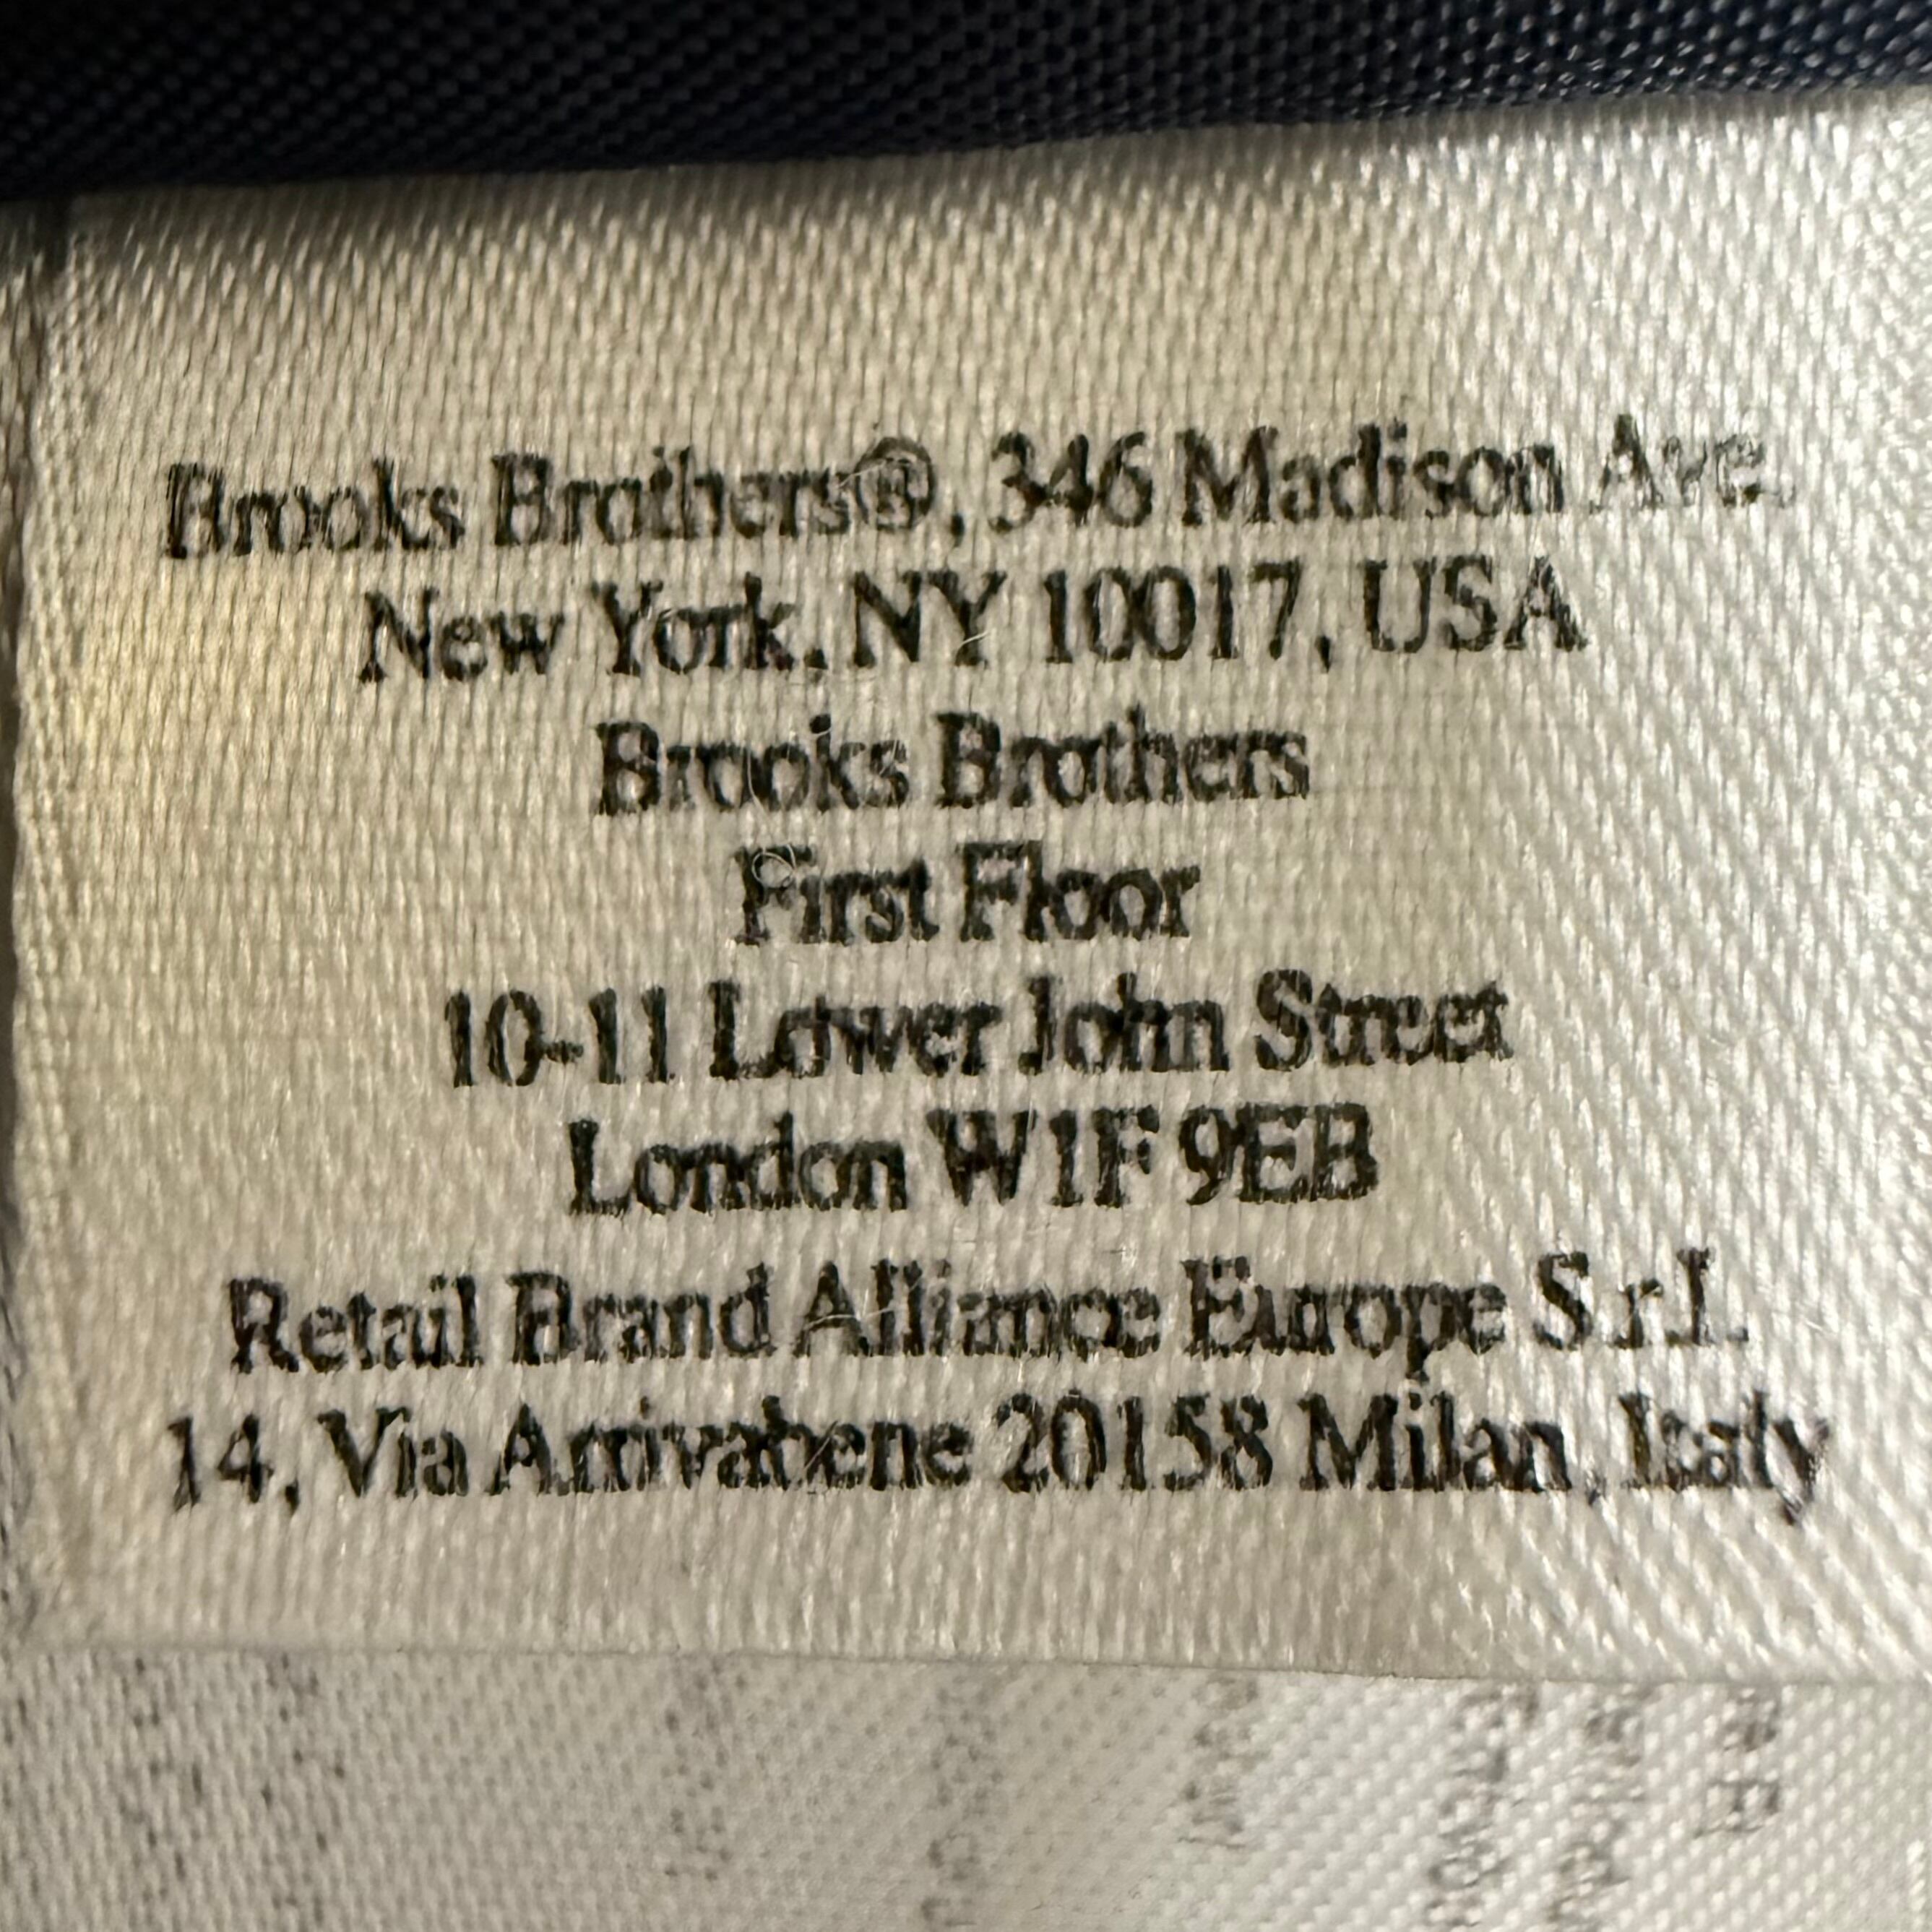 Brooks Brothers®, 346 Madison Ave.
New York, NY 10017, USA
Brooks Brothers
First Floor
10-11 Lower John Street
London W1F 9EB
Retail Brand Alliance Europe S.r.L.
14, Via Arrivabene 20158 Milan, Italy